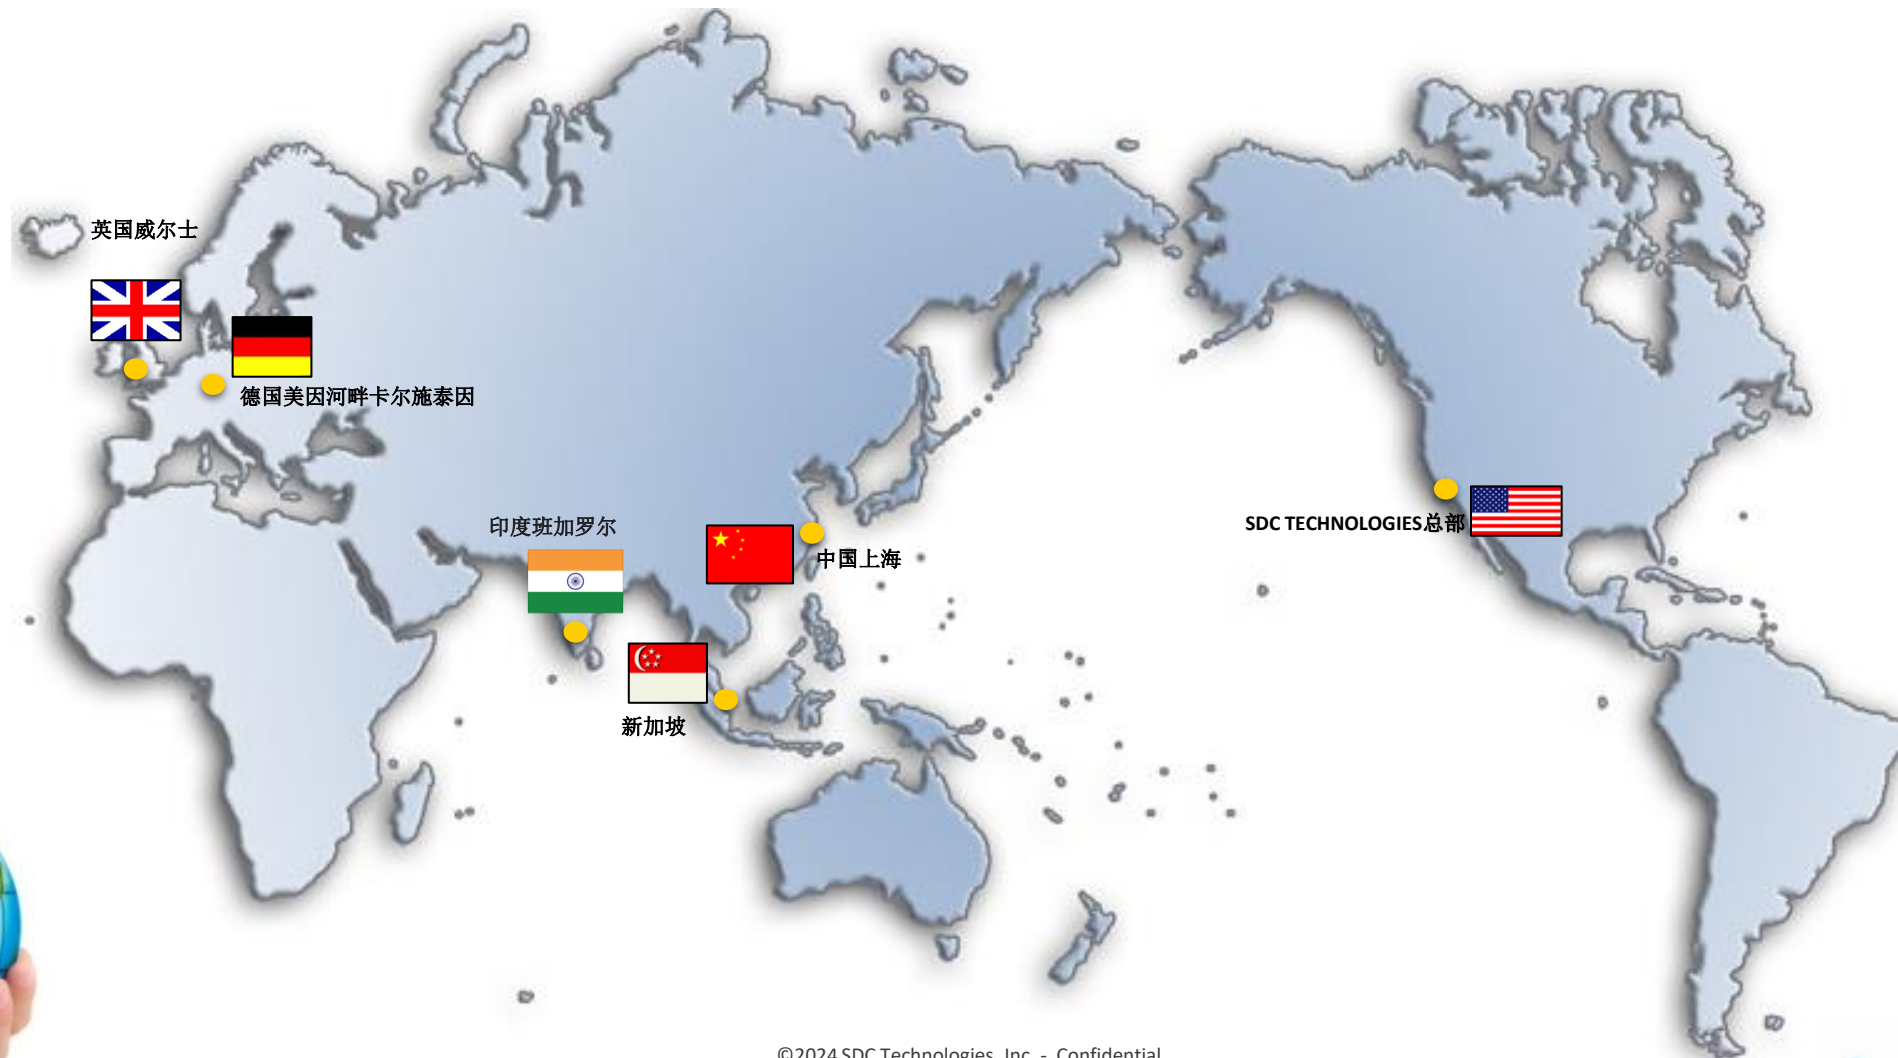 英国威尔士
德国美因河畔卡尔施泰因
印度班加罗尔
中国上海
SDC TECHNOLOGIES总部
新加坡
©2024 SDC Technologies, Inc. - Confidential